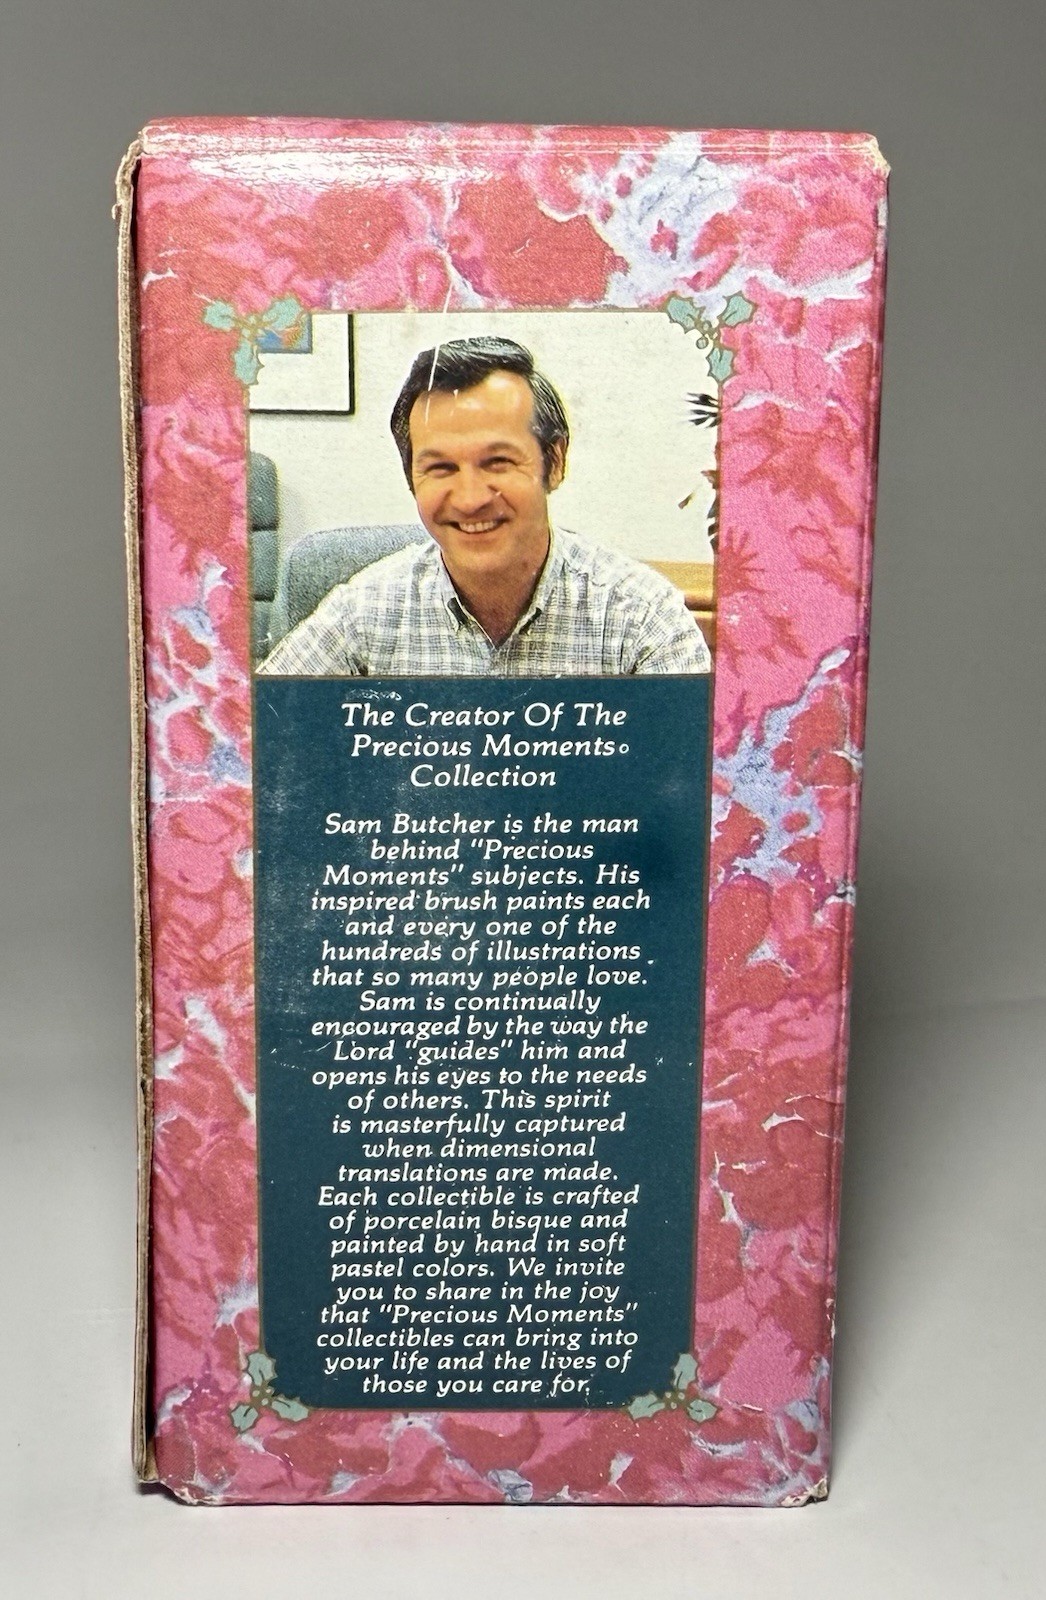 The Creator Of The
Precious Moments®
Collection
Sam Butcher is the man
behind "Precious
Moments" subjects. His
inspired brush paints each
and every one of the
hundreds of illustrations
that so many people love.
Sam is continually
encouraged by the way the
Lord "guides" him and
opens his eyes to the needs
of others. This spirit
is masterfully captured
when dimensional
translations are made.
Each collectible is crafted
of porcelain bisque and
painted by hand in soft
pastel colors. We invite
you to share in the joy
that "Precious Moments"
collectibles can bring into
your life and the lives of
those you care for.